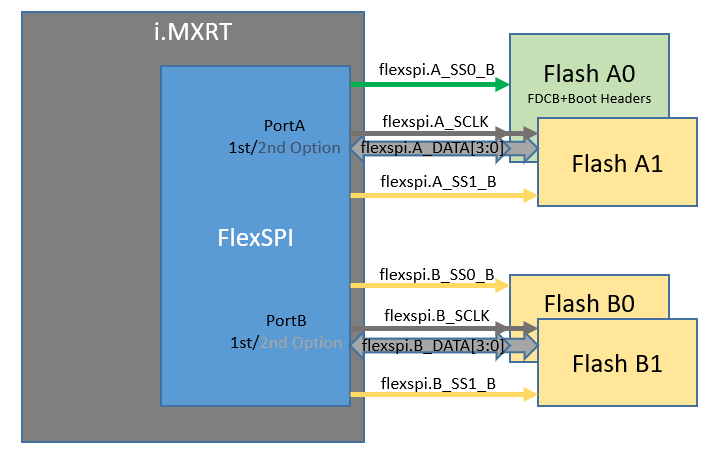 i.MXRT
flexspi.A_SS0_B
Flash A0
FDCB+Boot Headers
PortA
flexspi.A_SCLK
1st/2nd Option
flexspi.A_DATA[3:0]
Flash A1
flexspi.A_SS1_B
FlexSPI
flexspi.B_SS0_B
Flash B0
PortB
flexspi.B_SCLK
1st/2nd Option
flexspi.B_DATA[3:0]
Flash B1
flexspi.B_SS1_B